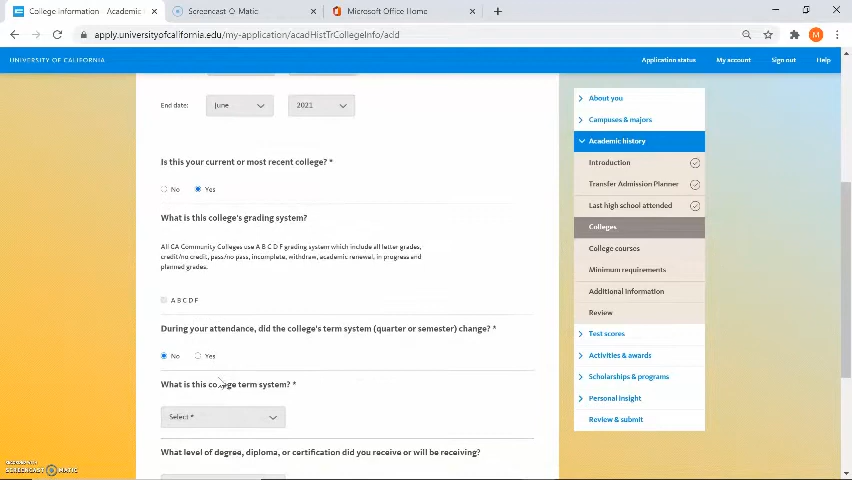 College information - Academic
Screencast-O-Matic
Microsoft Office Home
apply.universityofcalifornia.edu/my-application/acadHistTrCollegeInfo/add
M
UNIVERSITY OF CALIFORNIA
Application status
My account
Sign out
Help
End date:
June
2021
Is this your current or most recent college? *
No
Yes
What is this college's grading system?
All CA Community Colleges use A B C D F grading system which include all letter grades,
credit/no credit, pass/no pass, incomplete, withdraw, academic renewal, in progress and
planned grades.
A B C D F
During your attendance, did the college's term system (quarter or semester) change? *
No
Yes
What is this college term system? *
Select *
What level of degree, diploma, or certification did you receive or will be receiving?
About you
Campuses & majors
Academic history
Introduction
Transfer Admission Planner
Last high school attended
Colleges
College courses
Minimum requirements
Additional information
Review
Test scores
Activities & awards
Scholarships & programs
Personal insight
Review & submit
RECORDED WITH
SCREENCAST-O-MATIC